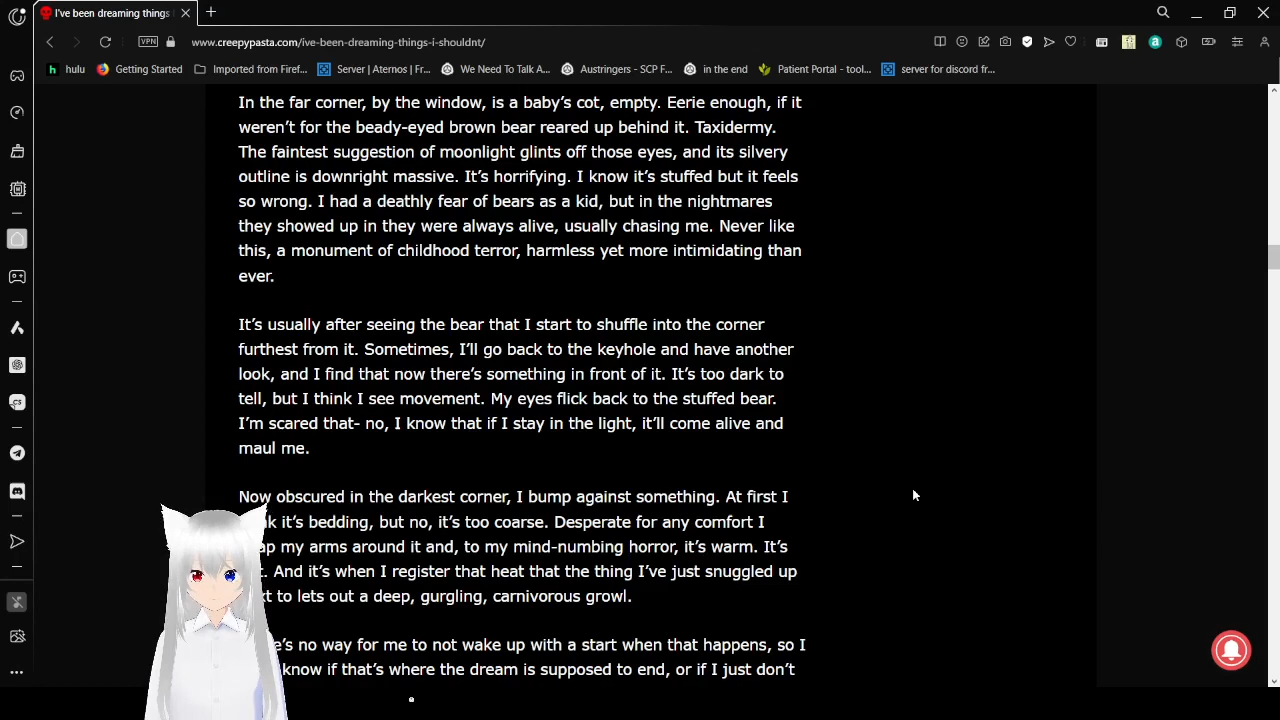 I've been dreaming things
www.creepypasta.com/ive-been-dreaming-things-i-shouldnt/
VPN
hulu
Getting Started
Imported from Firef...
Server | Aternos | Fr...
We Need To Talk A...
Austringers - SCP F...
in the end
Patient Portal - tool...
server for discord fr...
In the far corner, by the window, is a baby's cot, empty. Eerie enough, if it
weren't for the beady-eyed brown bear reared up behind it. Taxidermy.
The faintest suggestion of moonlight glints off those eyes, and its silvery
outline is downright massive. It's horrifying. I know it's stuffed but it feels
so wrong. I had a deathly fear of bears as a kid, but in the nightmares
they showed up in they were always alive, usually chasing me. Never like
this, a monument of childhood terror, harmless yet more intimidating than
ever.
It's usually after seeing the bear that I start to shuffle into the corner
furthest from it. Sometimes, I'll go back to the keyhole and have another
look, and I find that now there's something in front of it. It's too dark to
tell, but I think I see movement. My eyes flick back to the stuffed bear.
I'm scared that- no, I know that if I stay in the light, it'll come alive and
maul me.
Now obscured in the darkest corner, I bump against something. At first I
it's bedding, but no, it's too coarse. Desperate for any comfort I
my arms around it and, to my mind-numbing horror, it's warm. It's
And it's when I register that heat that the thing I've just snuggled up
to lets out a deep, gurgling, carnivorous growl.
no way for me to not wake up with a start when that happens, so I
know if that's where the dream is supposed to end, or if I just don't